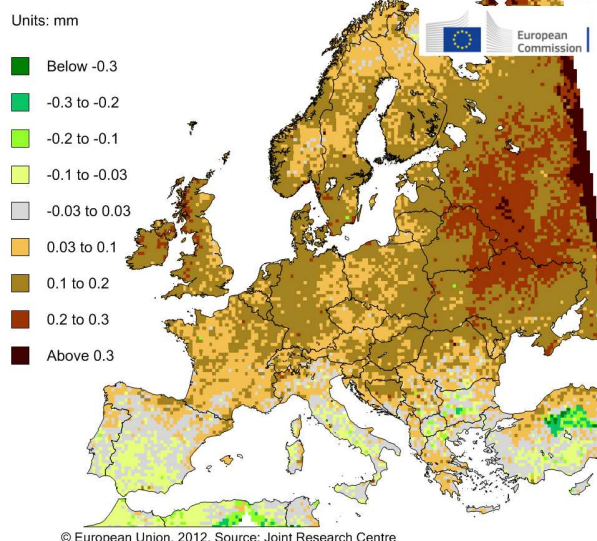 Units: mm
European
Commission
Below -0.3
-0.3 to -0.2
-0.2 to -0.1
-0.1 to -0.03
-0.03 to 0.03
0.03 to 0.1
0.1 to 0.2
0.2 to 0.3
Above 0.3
© European Union, 2012. Source: Joint Research Centre